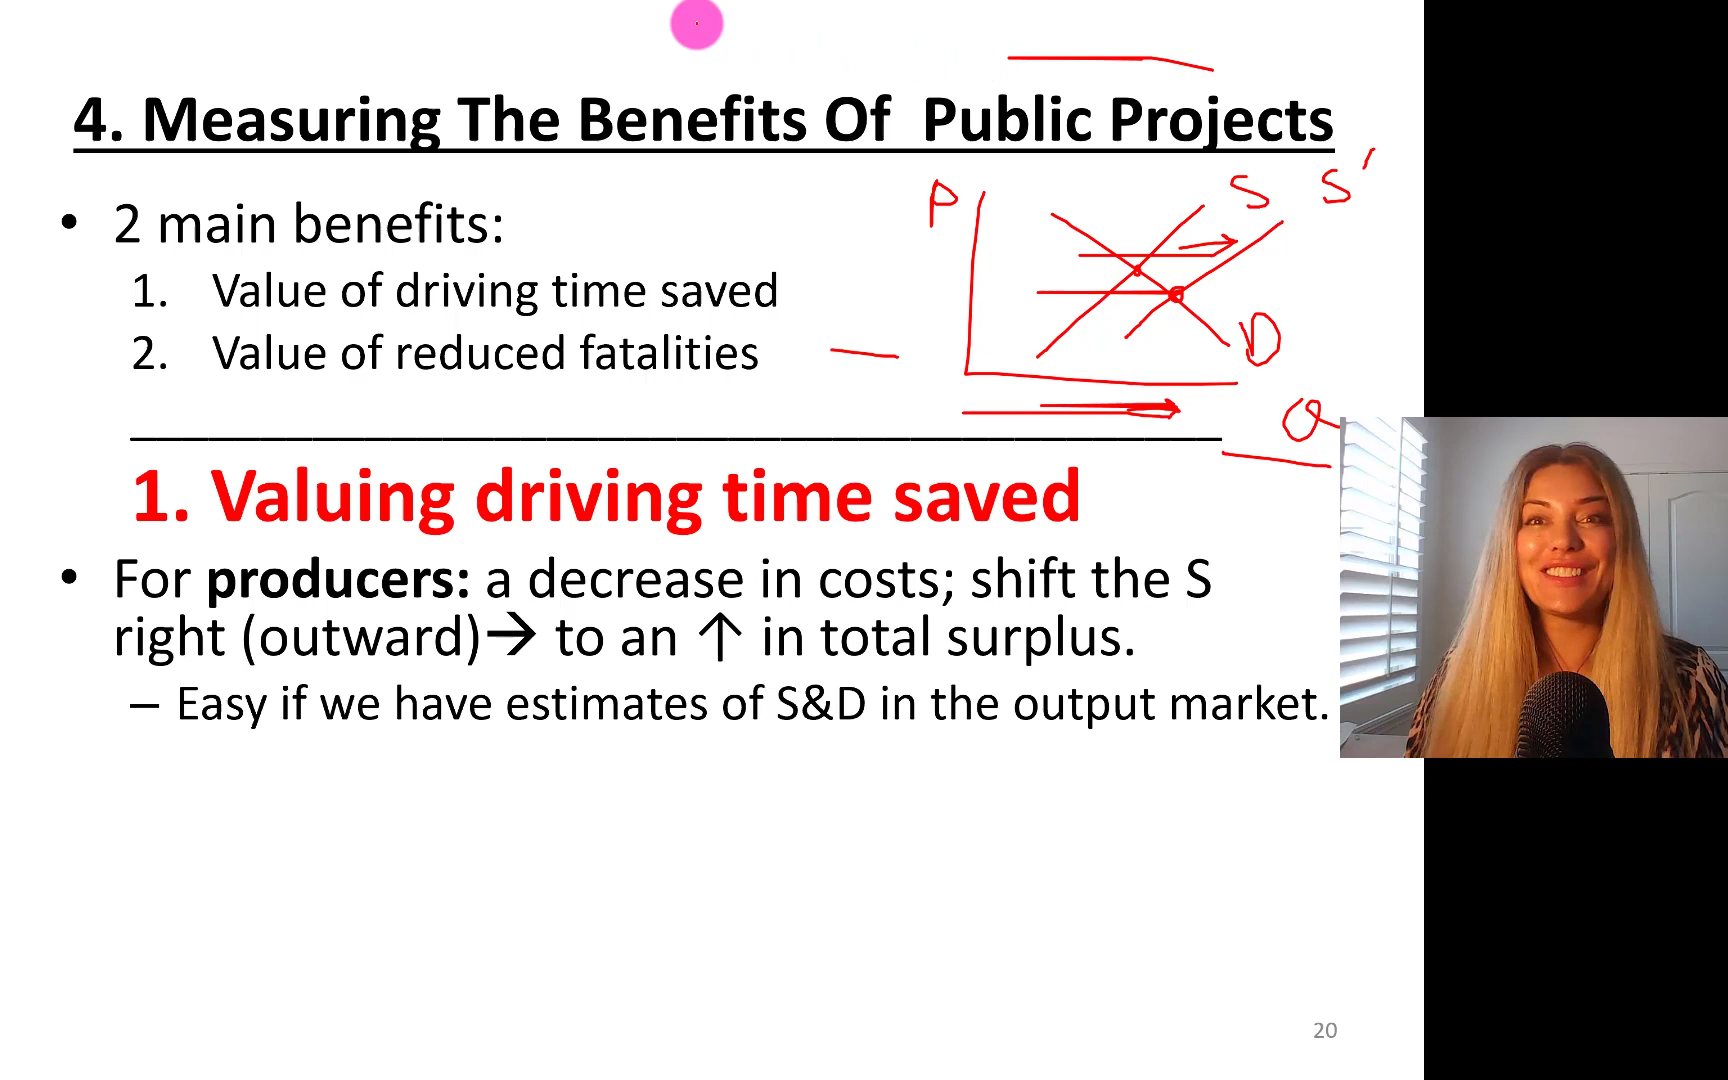 4. Measuring The Benefits Of Public Projects
• 2 main benefits:
1. Value of driving time saved
2. Value of reduced fatalities
P
S S'
D
Q
1. Valuing driving time saved
• For producers: a decrease in costs; shift the S
right (outward)→ to an ↑ in total surplus.
– Easy if we have estimates of S&D in the output market.
20